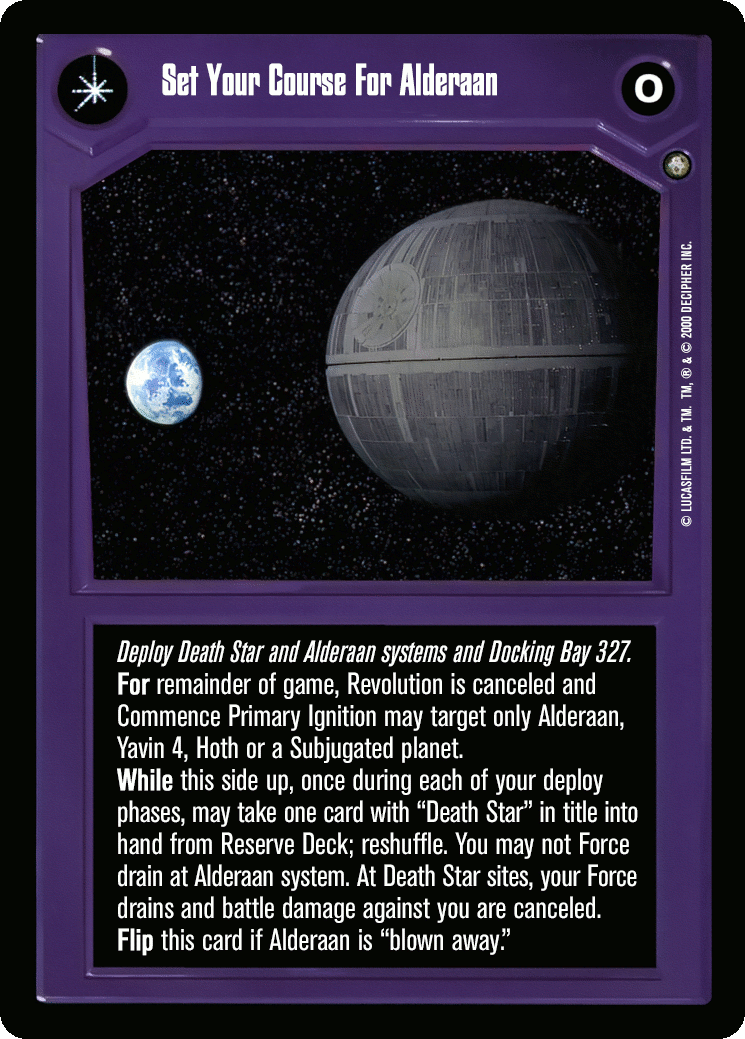 Set Your Course For Alderaan
O
© LUCASFILM LTD. & TM. TM, ® & © 2000 DECIPHER INC.
Deploy Death Star and Alderaan systems and Docking Bay 327.
For remainder of game, Revolution is canceled and
Commence Primary Ignition may target only Alderaan,
Yavin 4, Hoth or a Subjugated planet.
While this side up, once during each of your deploy
phases, may take one card with “Death Star” in title into
hand from Reserve Deck; reshuffle. You may not Force
drain at Alderaan system. At Death Star sites, your Force
drains and battle damage against you are canceled.
Flip this card if Alderaan is “blown away.”